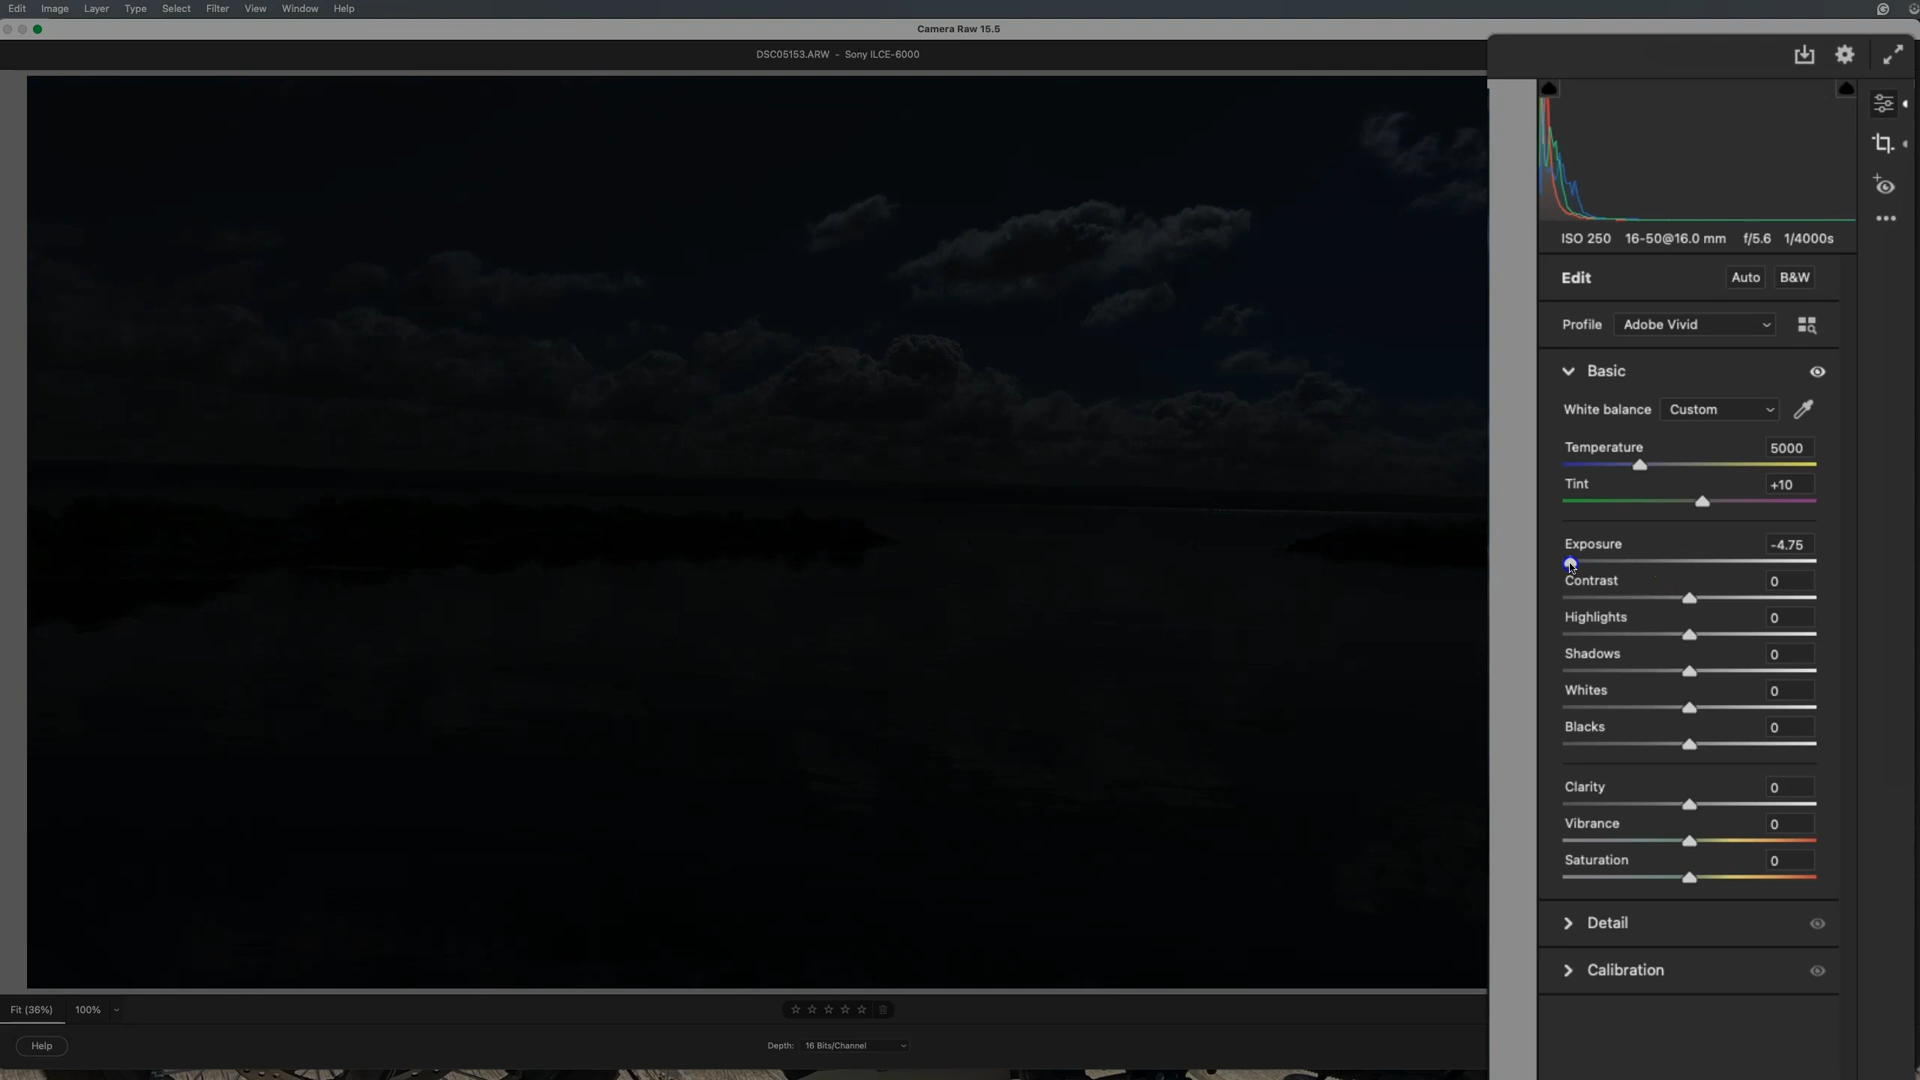 Edit Image Layer Type Select Filter View Window Help
Camera Raw 15.5
DSC05153.ARW - Sony ILCE-6000
ISO 250 16-50@16.0 mm f/5.6 1/4000s
Edit Auto B&W
Profile Adobe Vivid
Basic
White balance Custom
Temperature 5000
Tint +10
Exposure -4.75
Contrast 0
Highlights 0
Shadows 0
Whites 0
Blacks 0
Clarity 0
Vibrance 0
Saturation 0
Detail
Calibration
Fit (36%) 100%
Help Depth: 16 Bits/Channel